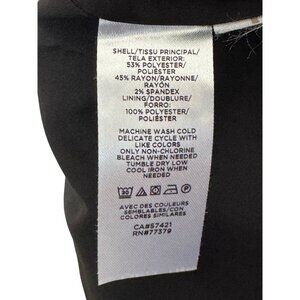 SHELL/TISSU PRINCIPAL/
TELA EXTERIOR:
53% POLYESTER/
POLIÉSTER
45% RAYON/RAYONNE/
RAYÓN
2% SPANDEX
LINING/DOUBLURE/
FORRO:
100% POLYESTER/
POLIÉSTER
MACHINE WASH COLD
DELICATE CYCLE WITH
LIKE COLORS
ONLY NON-CHLORINE
BLEACH WHEN NEEDED
TUMBLE DRY LOW
COOL IRON WHEN
NEEDED
AVEC DES COULEURS
SEMBLABLES/CON
COLORES SIMILARES
CA#57421
RN#77379